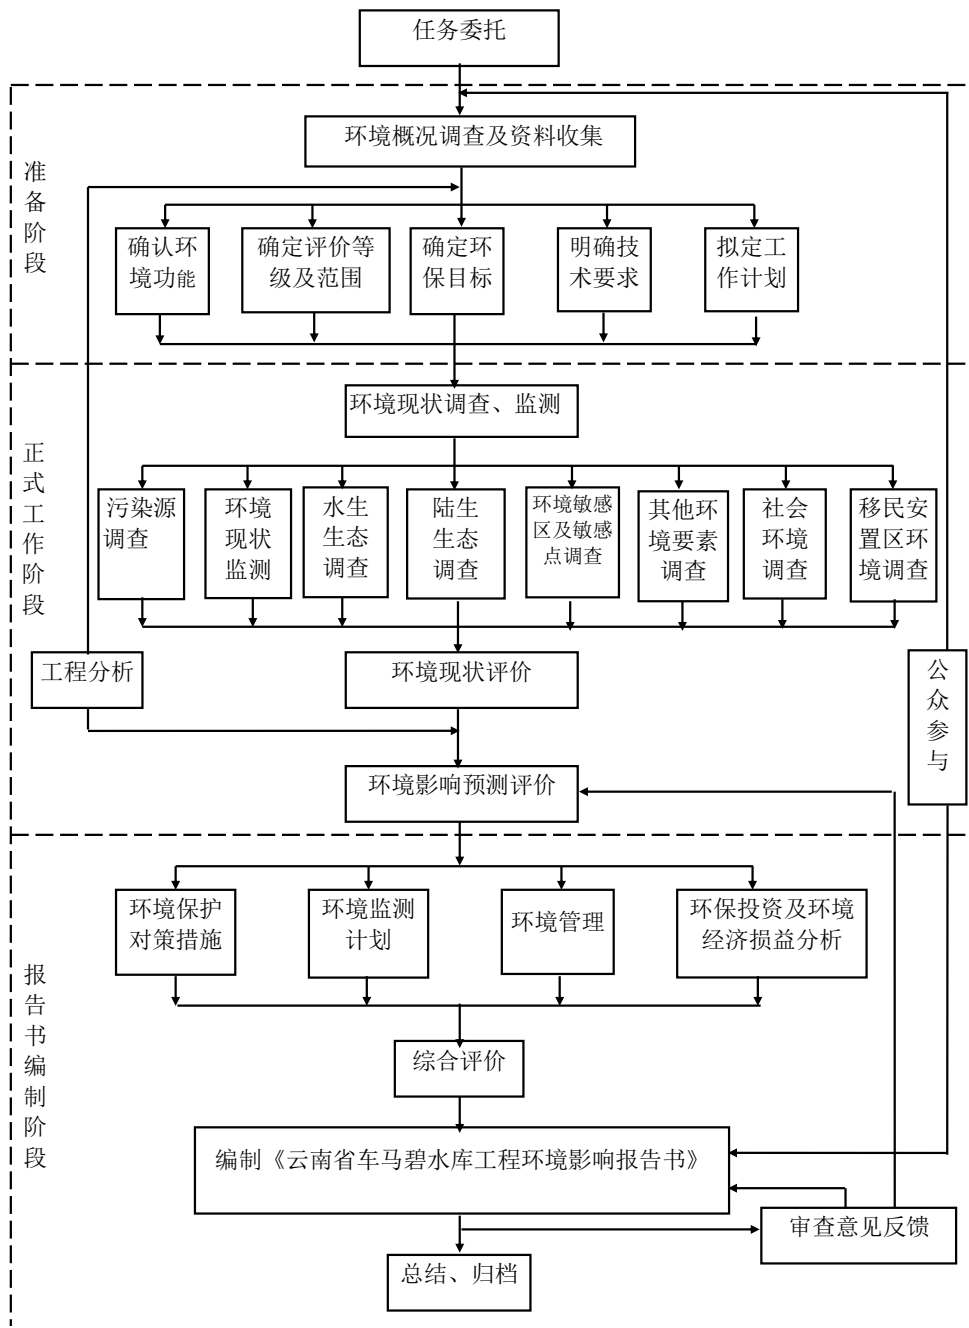 任务委托
准备阶段
环境概况调查及资料收集
确认环
境功能
确定评价等
级及范围
确定环
保目标
明确技
术要求
拟定工
作计划
正式工作阶段
环境现状调查、监测
污染源
调查
环境
现状
监测
水生
生态
调查
陆生
生态
调查
环境敏感
区及敏感
点调查
其他环
境要素
调查
社会
环境
调查
移民安
置区环
境调查
工程分析
环境现状评价
公众参与
环境影响预测评价
报告书编制阶段
环境保护
对策措施
环境监测
计划
环境管理
环保投资及环境
经济损益分析
综合评价
编制《云南省车马碧水库工程环境影响报告书》
审查意见反馈
总结、归档